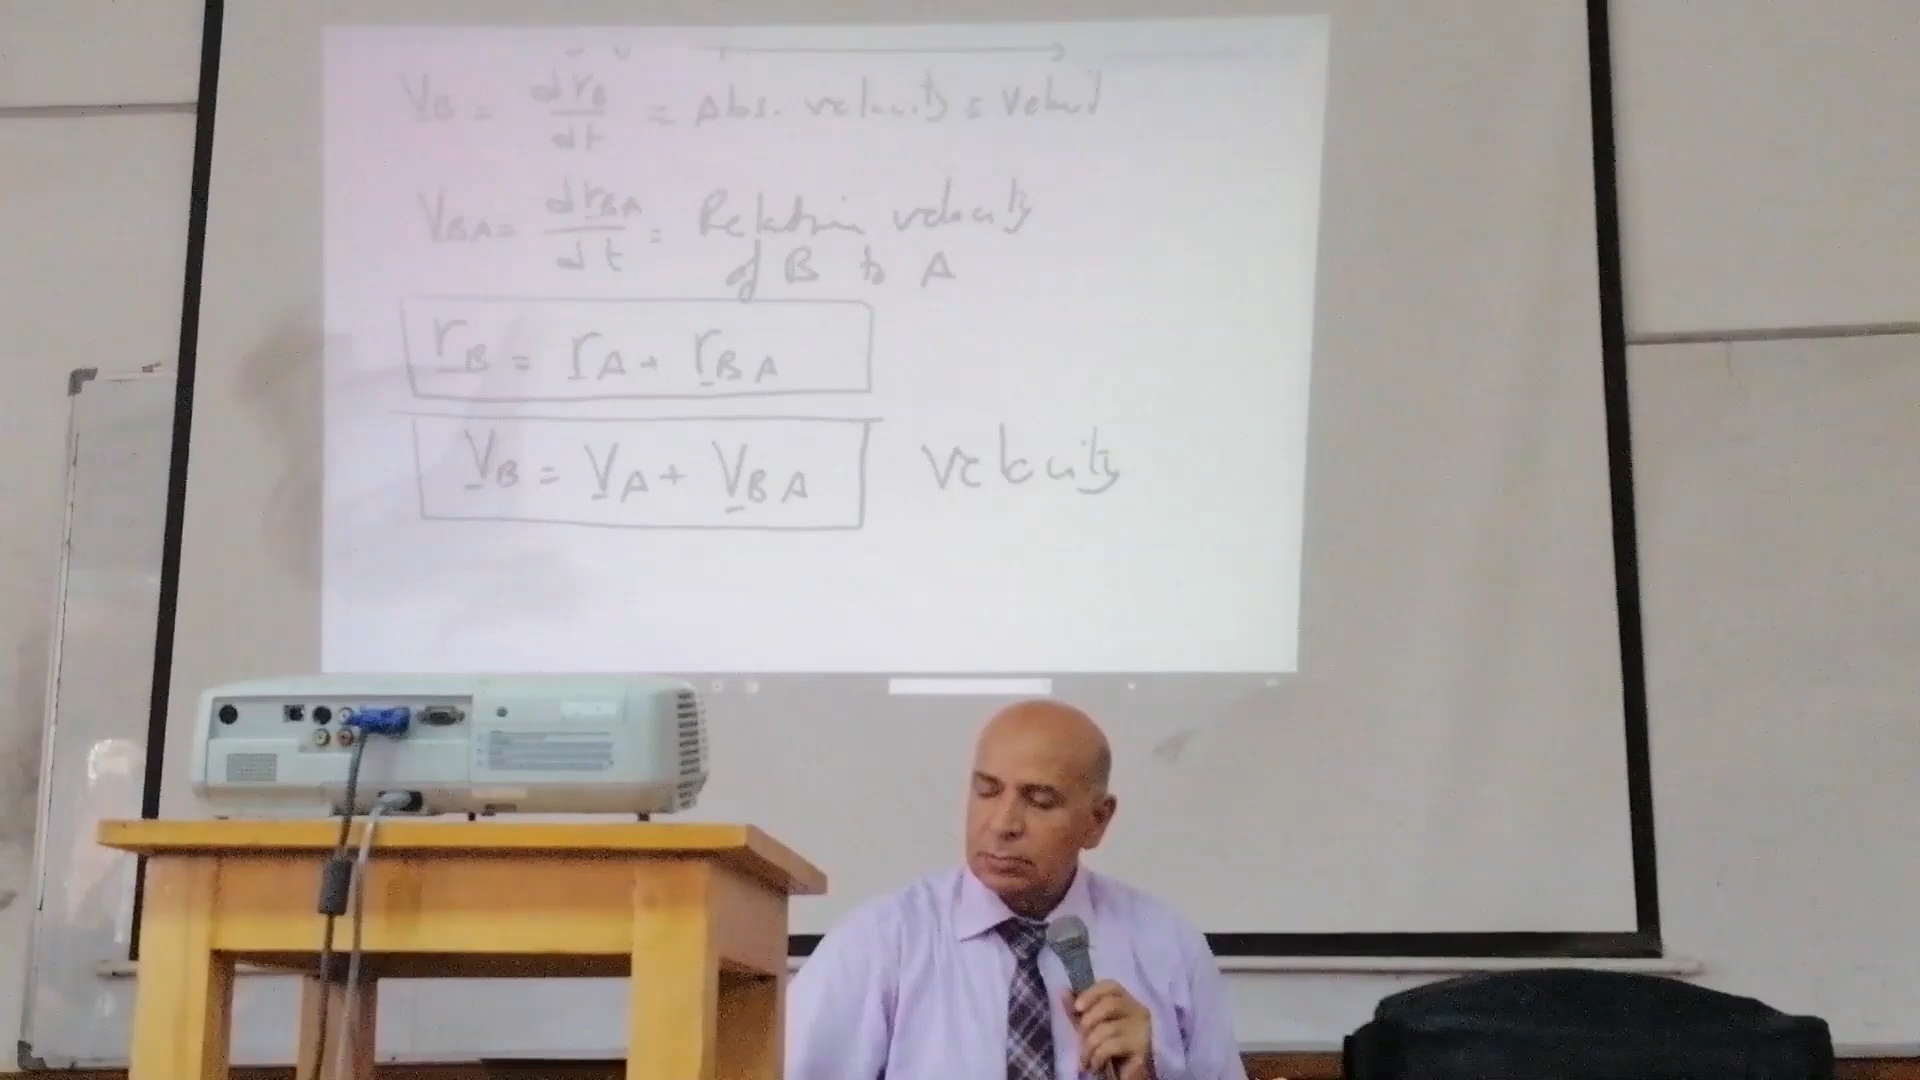 V_B = dr_B/dt = Abs. velocity =
V_BA = dr_BA/dt = Relative velocity
of B to A
r_B = r_A + r_BA
V_B = V_A + V_BA velocity